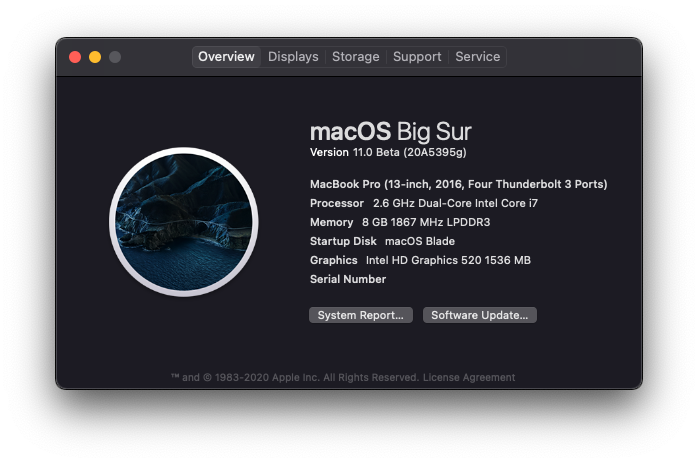 Overview Displays Storage Support Service
macOS Big Sur
Version 11.0 Beta (20A5395g)
MacBook Pro (13-inch, 2016, Four Thunderbolt 3 Ports)
Processor 2.6 GHz Dual-Core Intel Core i7
Memory 8 GB 1867 MHz LPDDR3
Startup Disk macOS Blade
Graphics Intel HD Graphics 520 1536 MB
Serial Number
System Report... Software Update...
™ and © 1983-2020 Apple Inc. All Rights Reserved. License Agreement